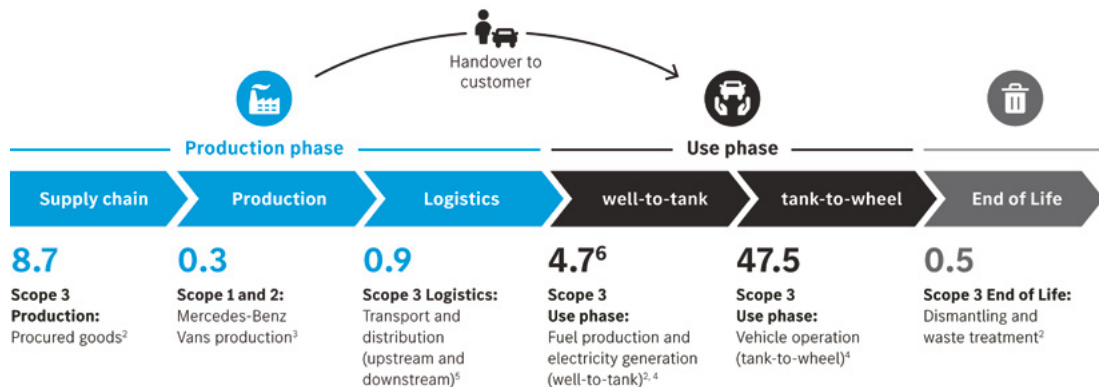 Handover to
customer
Production phase
Use phase
Supply chain
Production
Logistics
well-to-tank
tank-to-wheel
End of Life
8.7
Scope 3
Production:
Procured goods²
0.3
Scope 1 and 2:
Mercedes-Benz
Vans production³
0.9
Scope 3 Logistics:
Transport and
distribution
(upstream and
downstream)⁵
4.7⁶
Scope 3
Use phase:
Fuel production and
electricity generation
(well-to-tank)²˒ ⁴
47.5
Scope 3
Use phase:
Vehicle operation
(tank-to-wheel)⁴
0.5
Scope 3 End of Life:
Dismantling and
waste treatment²